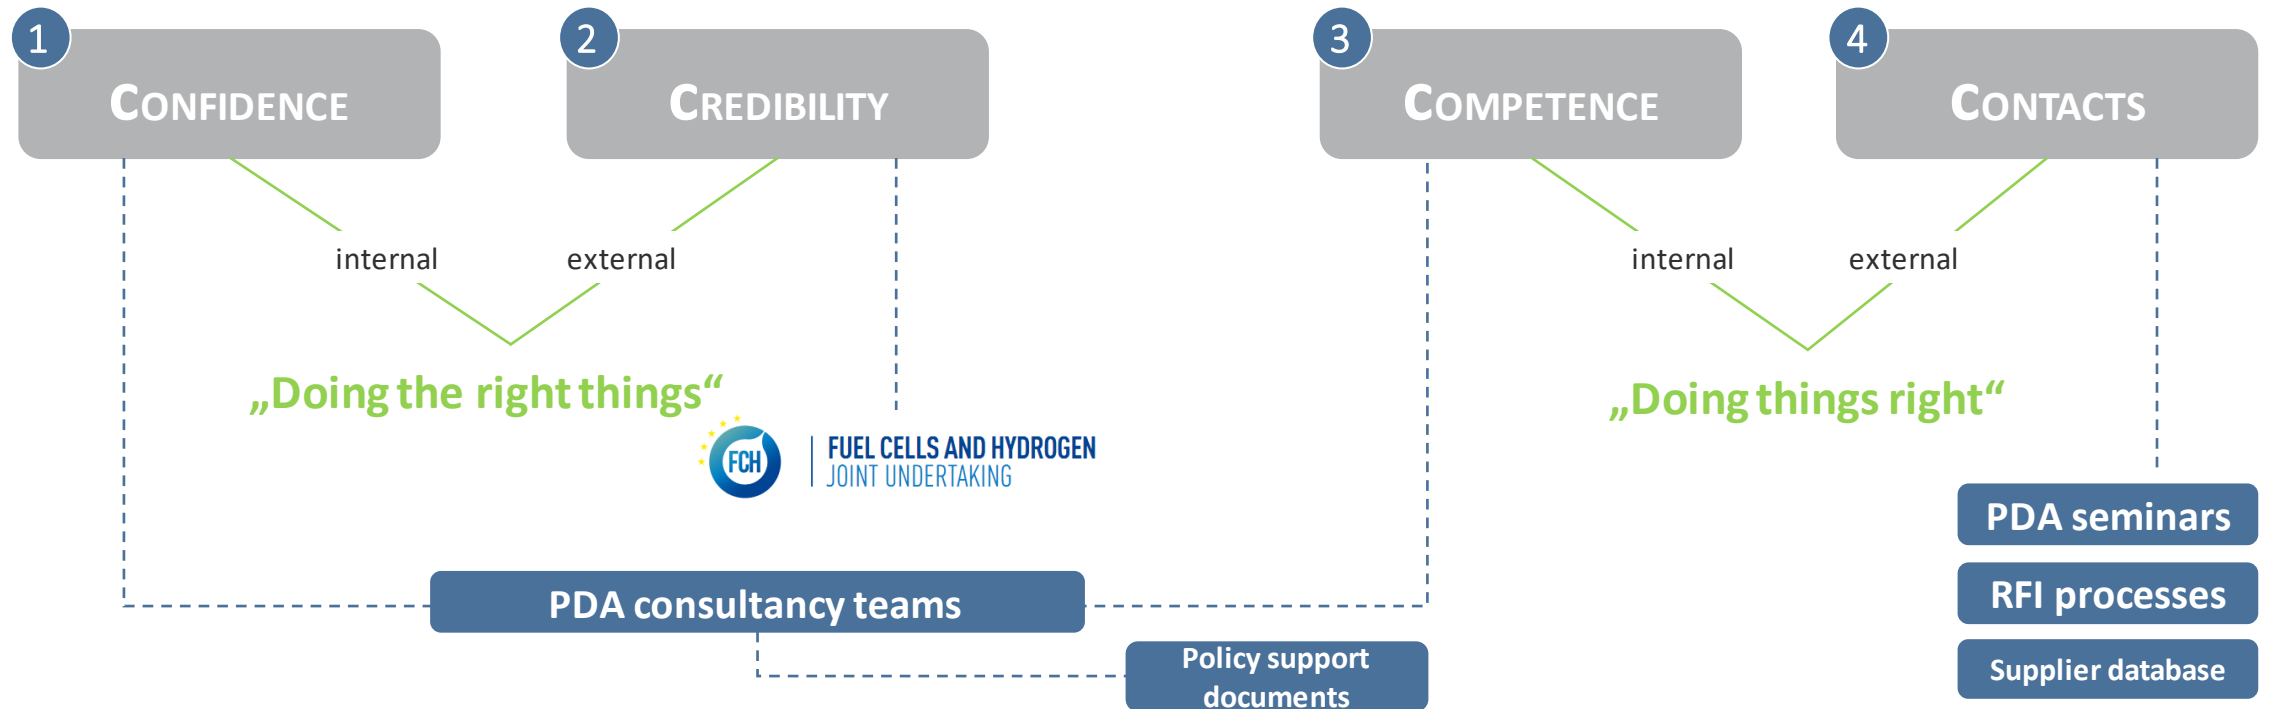 1
CONFIDENCE
2
CREDIBILITY
3
COMPETENCE
4
CONTACTS
internal
external
internal
external
„Doing the right things“
„Doing things right“
FCH
FUEL CELLS AND HYDROGEN
JOINT UNDERTAKING
PDA seminars
RFI processes
PDA consultancy teams
Policy support
documents
Supplier database